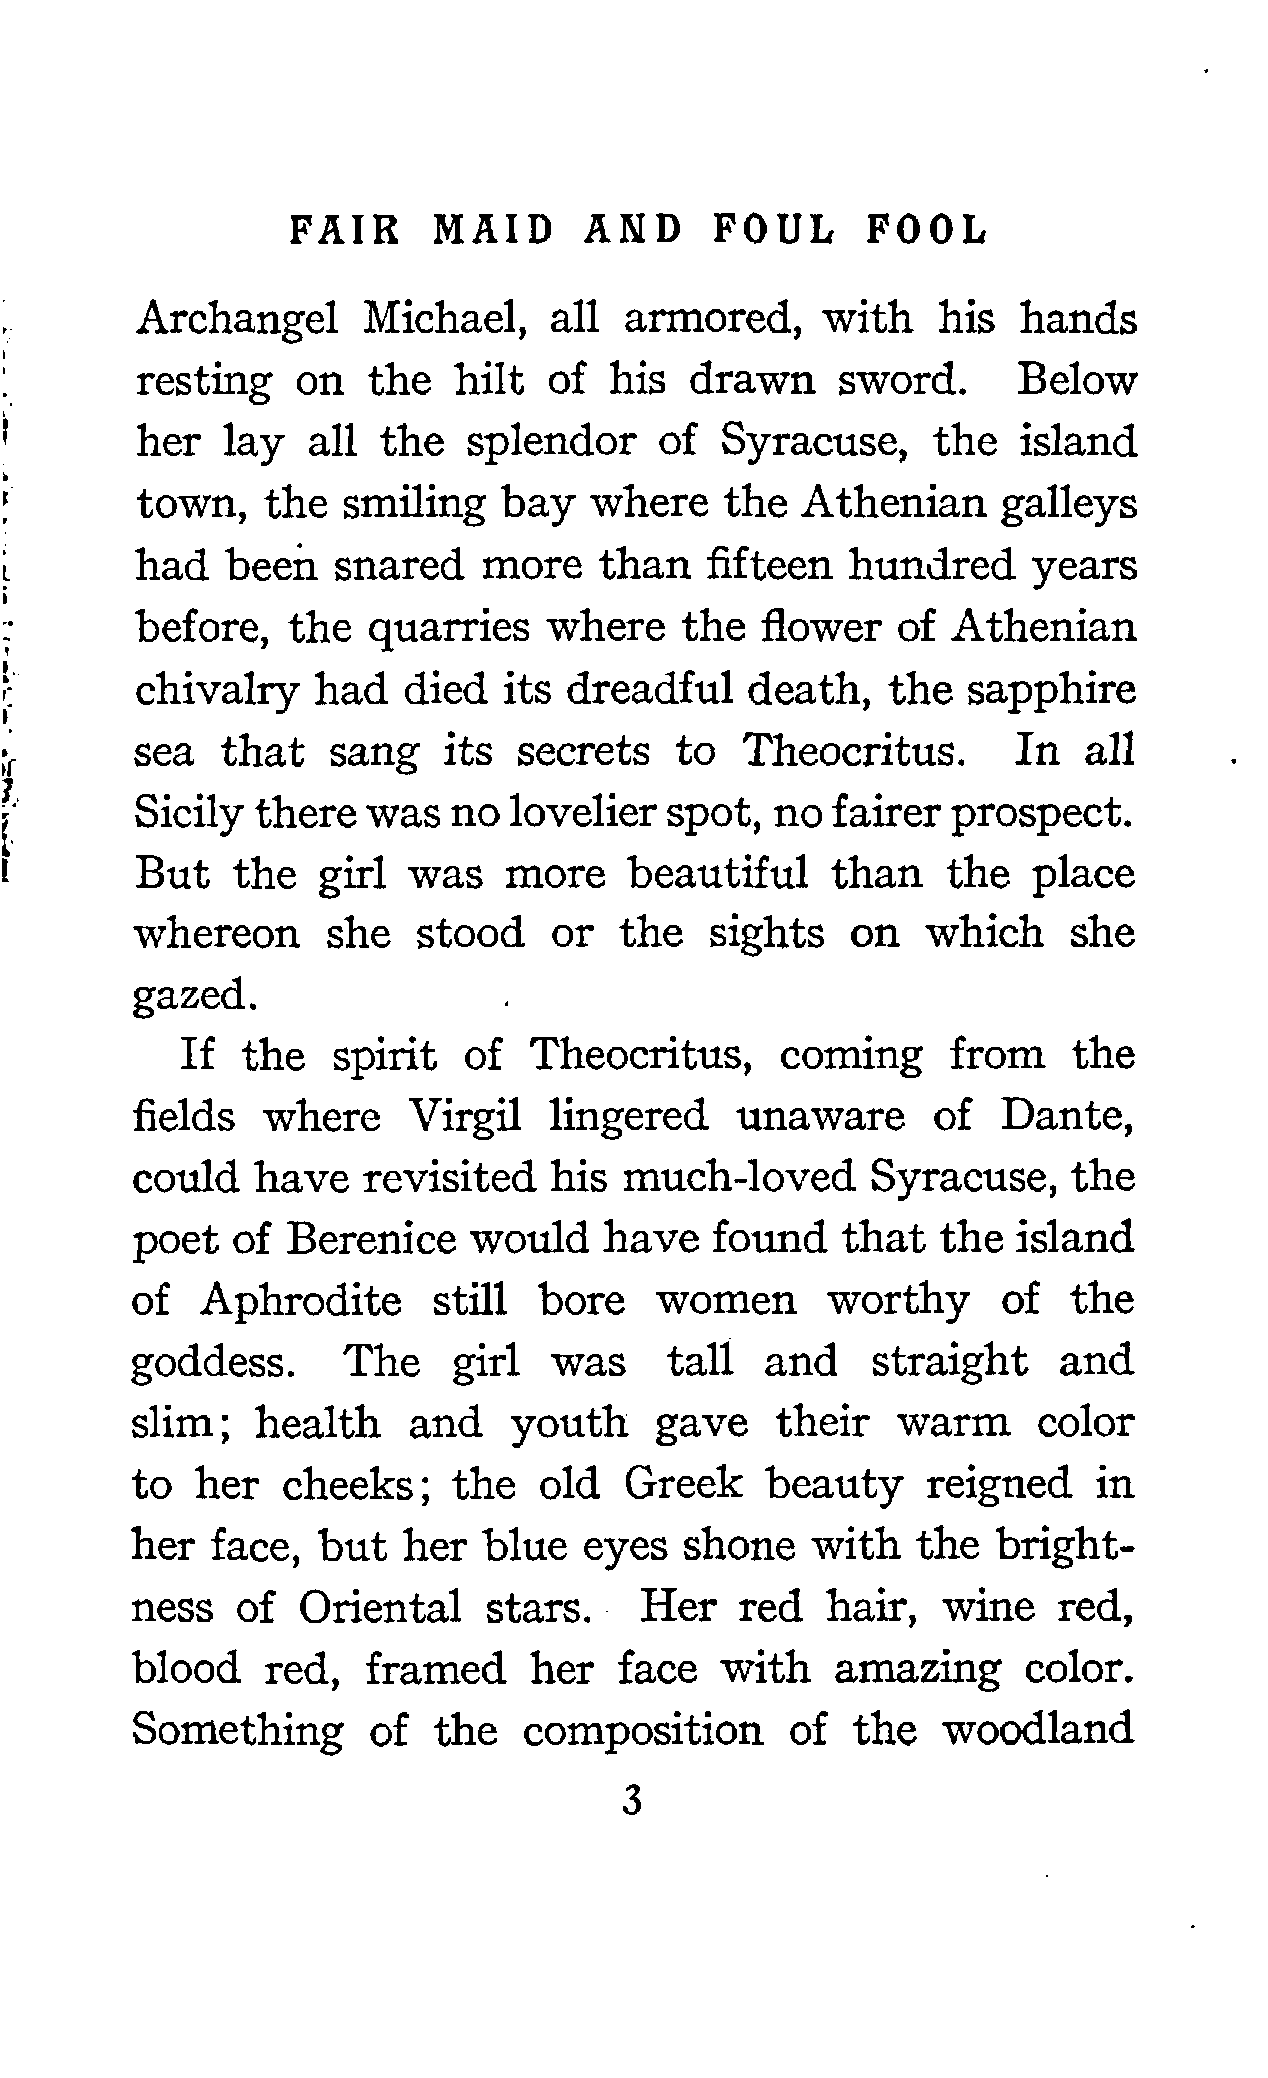 FAIR MAID AND FOUL FOOL
Archangel Michael, all armored, with his hands
resting on the hilt of his drawn sword. Below
her lay all the splendor of Syracuse, the island
town, the smiling bay where the Athenian galleys
had been snared more than fifteen hundred years
before, the quarries where the flower of Athenian
chivalry had died its dreadful death, the sapphire
sea that sang its secrets to Theocritus. In all
Sicily there was no lovelier spot, no fairer prospect.
But the girl was more beautiful than the place
whereon she stood or the sights on which she
gazed.
If the spirit of Theocritus, coming from the
fields where Virgil lingered unaware of Dante,
could have revisited his much-loved Syracuse, the
poet of Berenice would have found that the island
of Aphrodite still bore women worthy of the
goddess. The girl was tall and straight and
slim; health and youth gave their warm color
to her cheeks; the old Greek beauty reigned in
her face, but her blue eyes shone with the bright-
ness of Oriental stars. Her red hair, wine red,
blood red, framed her face with amazing color.
Something of the composition of the woodland
3